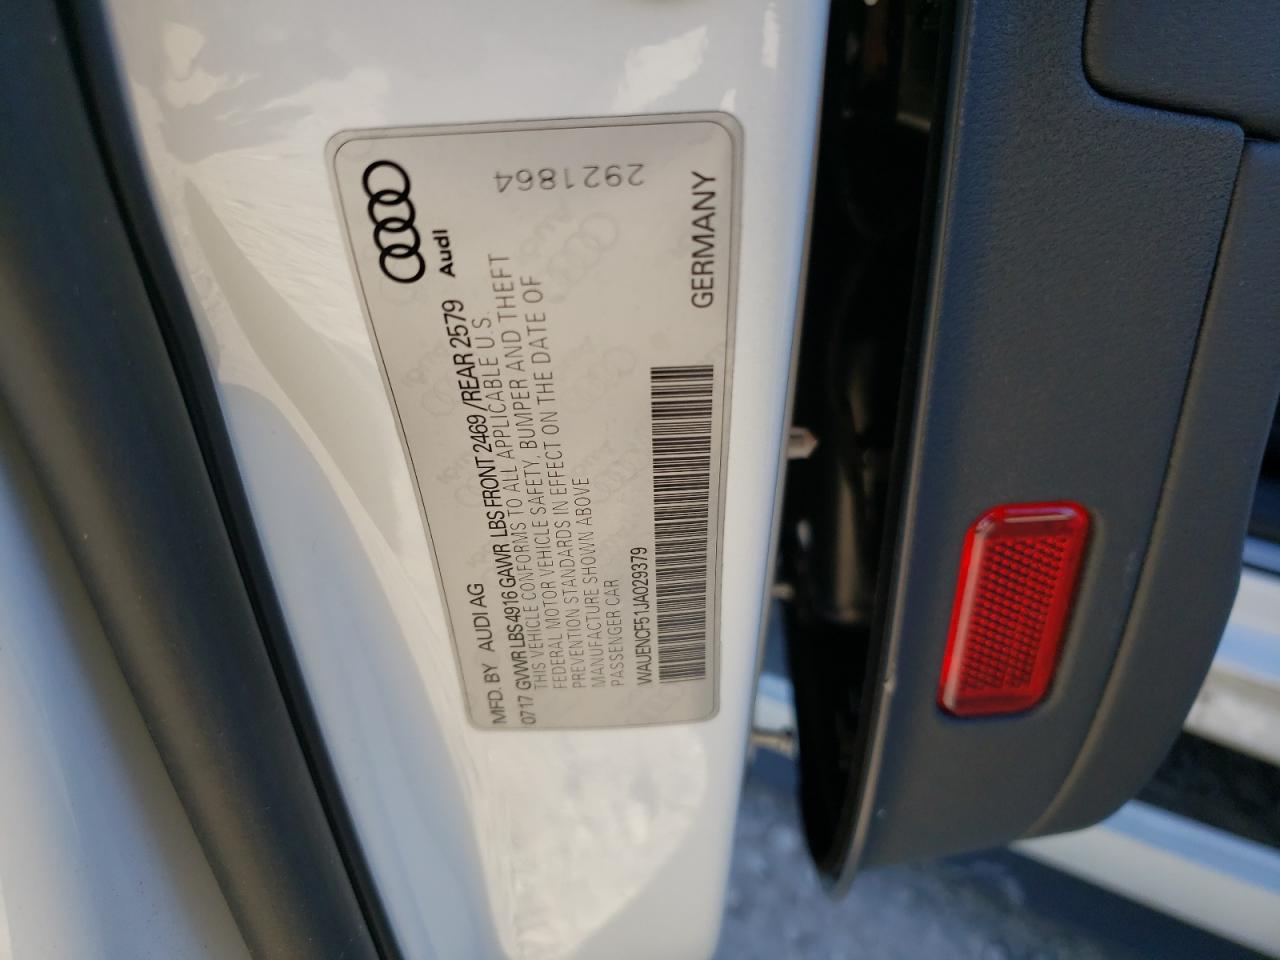 Audi
2921864
MFD. BY AUDI AG
0717 GVWR LBS 4916 GAWR LBS FRONT 2469 /REAR 2579
THIS VEHICLE CONFORMS TO ALL APPLICABLE U.S.
FEDERAL MOTOR VEHICLE SAFETY, BUMPER AND THEFT
PREVENTION STANDARDS IN EFFECT ON THE DATE OF
MANUFACTURE SHOWN ABOVE
PASSENGER CAR
WAUENCF51JA029379
GERMANY